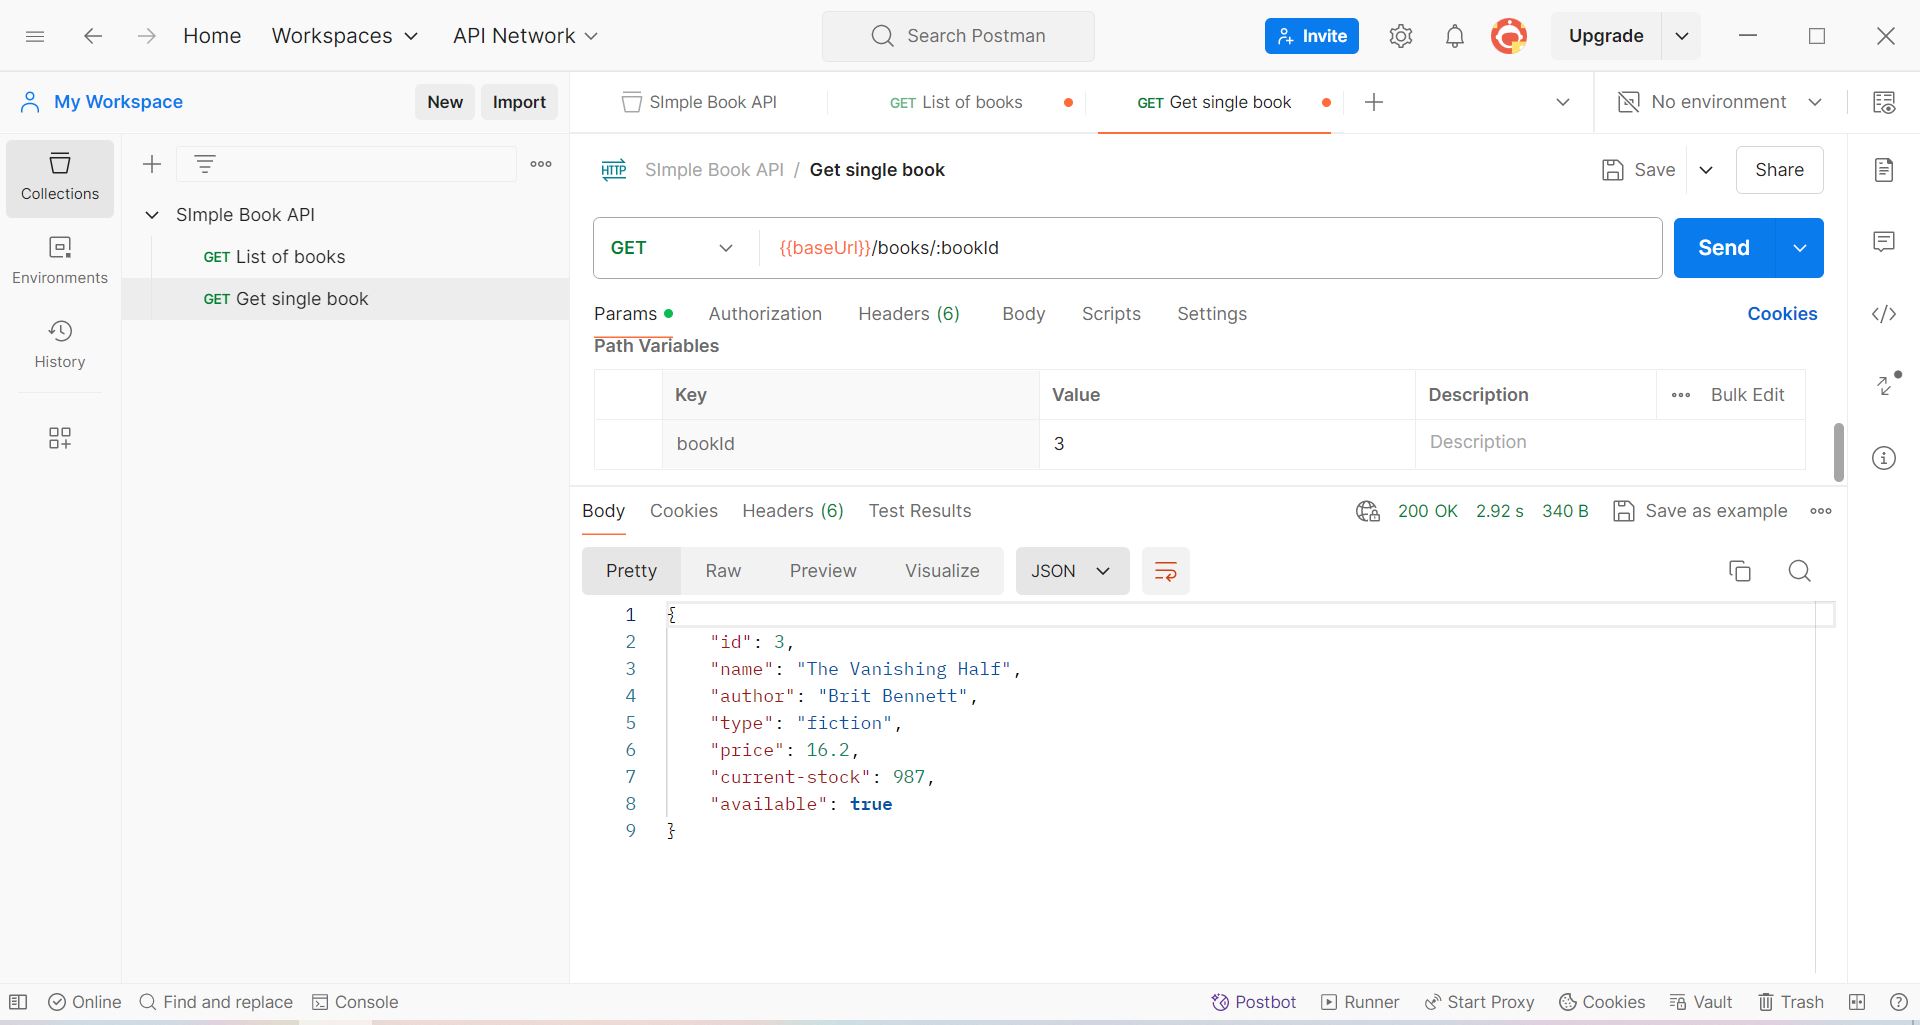 Home Workspaces API Network Search Postman Invite Upgrade
My Workspace New Import SImple Book API GET List of books GET Get single book No environment
Collections
Environments
History
SImple Book API
GET List of books
GET Get single book
HTTP SImple Book API / Get single book Save Share
GET {{baseUrl}}/books/:bookId Send
Params Authorization Headers (6) Body Scripts Settings Cookies
Path Variables
Key Value Description Bulk Edit
bookId 3 Description
Body Cookies Headers (6) Test Results 200 OK 2.92 s 340 B Save as example
Pretty Raw Preview Visualize JSON
1 {
2 "id": 3,
3 "name": "The Vanishing Half",
4 "author": "Brit Bennett",
5 "type": "fiction",
6 "price": 16.2,
7 "current-stock": 987,
8 "available": true
9 }
Online Find and replace Console Postbot Runner Start Proxy Cookies Vault Trash